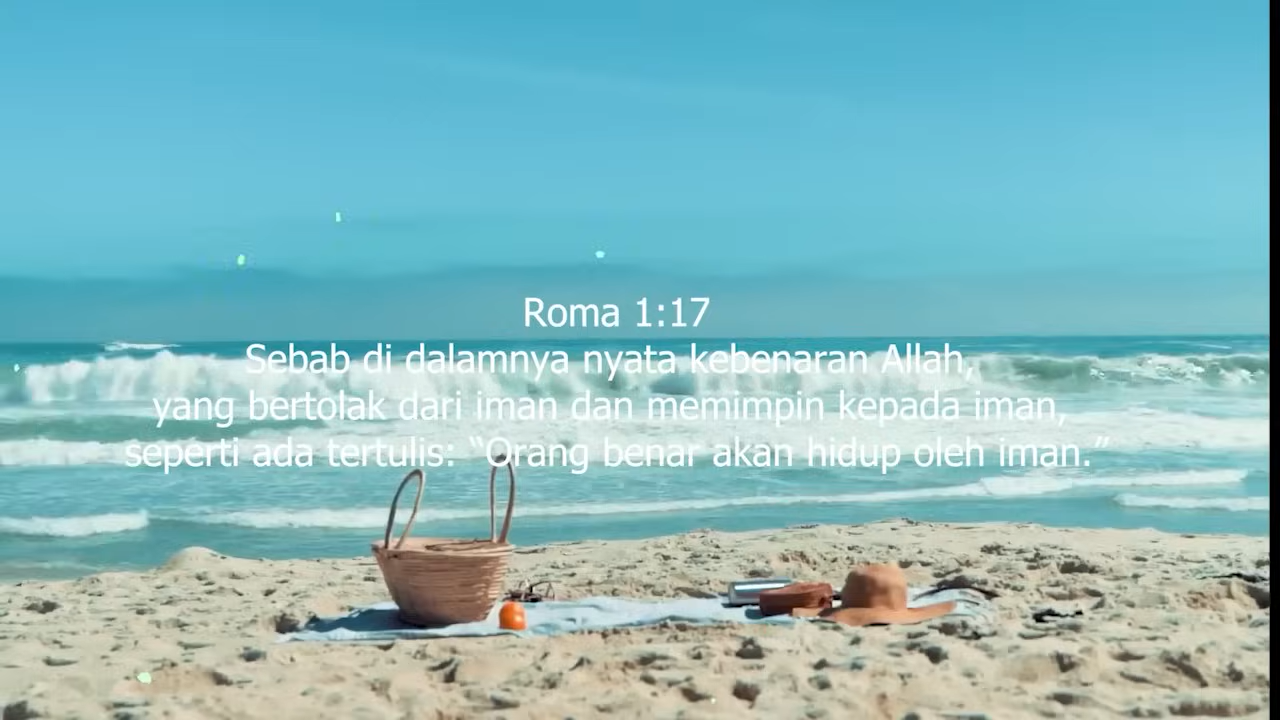 Roma 1:17
Sebab di dalamnya nyata kebenaran Allah,
yang bertolak dari iman dan memimpin kepada iman,
seperti ada tertulis: “Orang benar akan hidup oleh iman.”